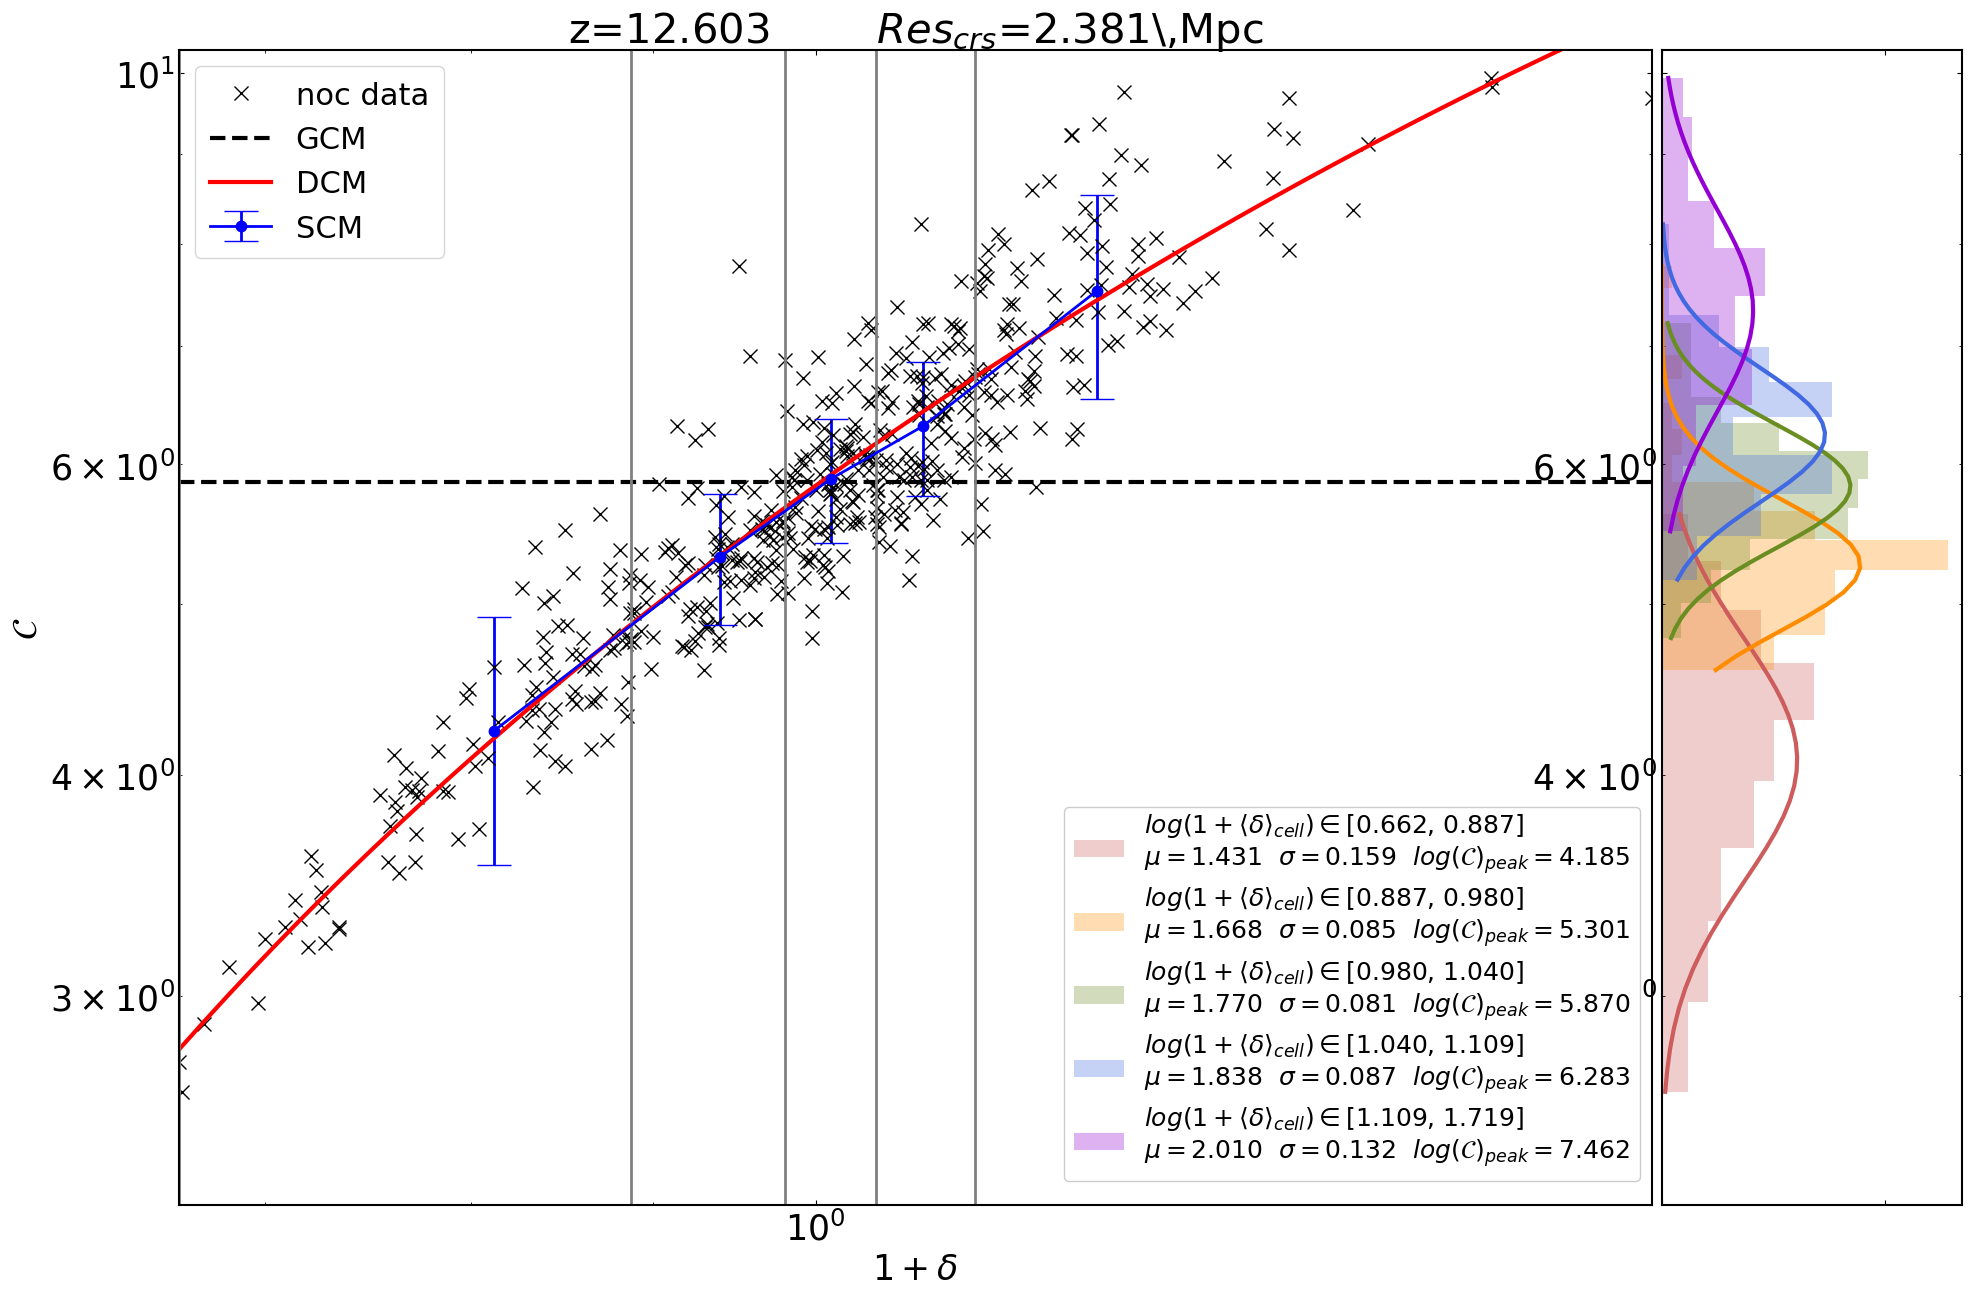 z=12.603 Res_crs=2.381\,Mpc
10^1
6 × 10^0
4 × 10^0
3 × 10^0
𝒞
noc data
GCM
DCM
SCM
6 × 10^0
4 × 10^0
0
log(1 + ⟨δ⟩_cell) ∈ [0.662, 0.887]
μ = 1.431 σ = 0.159 log(𝒞)_peak = 4.185
log(1 + ⟨δ⟩_cell) ∈ [0.887, 0.980]
μ = 1.668 σ = 0.085 log(𝒞)_peak = 5.301
log(1 + ⟨δ⟩_cell) ∈ [0.980, 1.040]
μ = 1.770 σ = 0.081 log(𝒞)_peak = 5.870
log(1 + ⟨δ⟩_cell) ∈ [1.040, 1.109]
μ = 1.838 σ = 0.087 log(𝒞)_peak = 6.283
log(1 + ⟨δ⟩_cell) ∈ [1.109, 1.719]
μ = 2.010 σ = 0.132 log(𝒞)_peak = 7.462
10^0
1 + δ